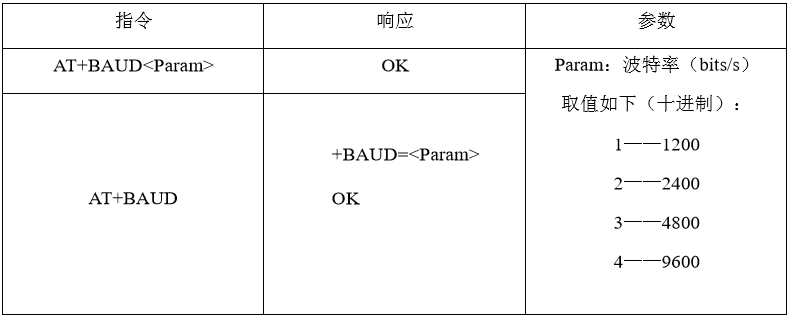 指令 响应 参数
AT+BAUD<Param> OK Param：波特率（bits/s）
取值如下（十进制）：
1——1200
2——2400
3——4800
4——9600
AT+BAUD
+BAUD=<Param>
OK